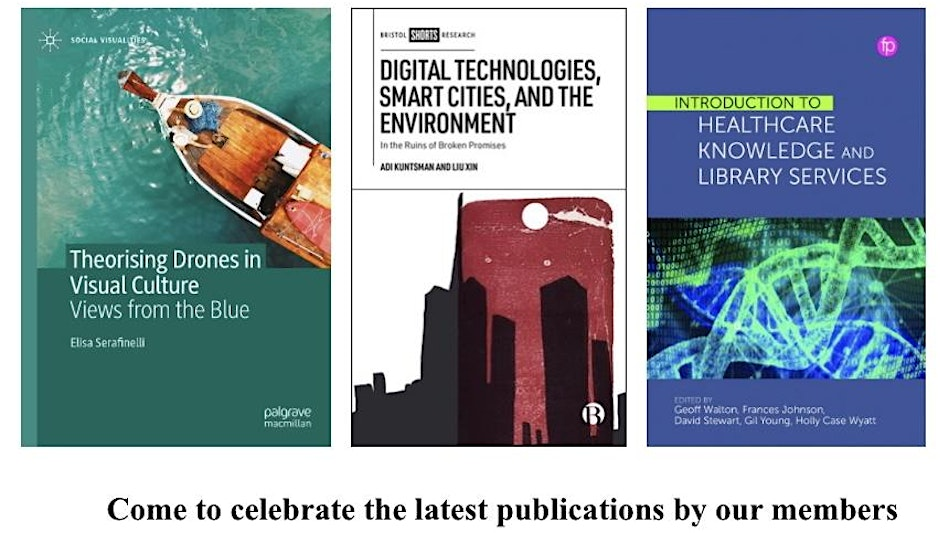 SOCIAL VISUALITIES
Theorising Drones in
Visual Culture
Views from the Blue
Elisa Serafinelli
palgrave
macmillan
BRISTOL SHORTS RESEARCH
DIGITAL TECHNOLOGIES,
SMART CITIES, AND THE
ENVIRONMENT
In the Ruins of Broken Promises
ADI KUNTSMAN AND LIU XIN
B
fp
INTRODUCTION TO
HEALTHCARE
KNOWLEDGE AND
LIBRARY SERVICES
EDITED BY
Geoff Walton, Frances Johnson,
David Stewart, Gil Young, Holly Case Wyatt
Come to celebrate the latest publications by our members